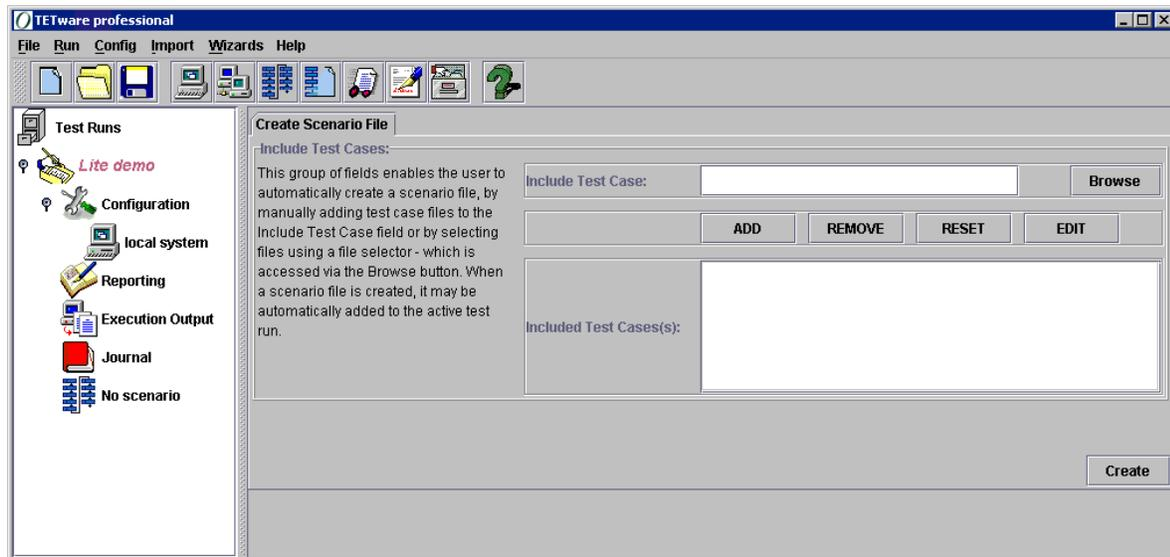 TETware professional
File Run Config Import Wizards Help
Test Runs
Lite demo
Configuration
local system
Reporting
Execution Output
Journal
No scenario
Create Scenario File
Include Test Cases:
This group of fields enables the user to
automatically create a scenario file, by
manually adding test case files to the
Include Test Case field or by selecting
files using a file selector - which is
accessed via the Browse button. When
a scenario file is created, it may be
automatically added to the active test
run.
Include Test Case:
Browse
ADD REMOVE RESET EDIT
Included Test Cases(s):
Create